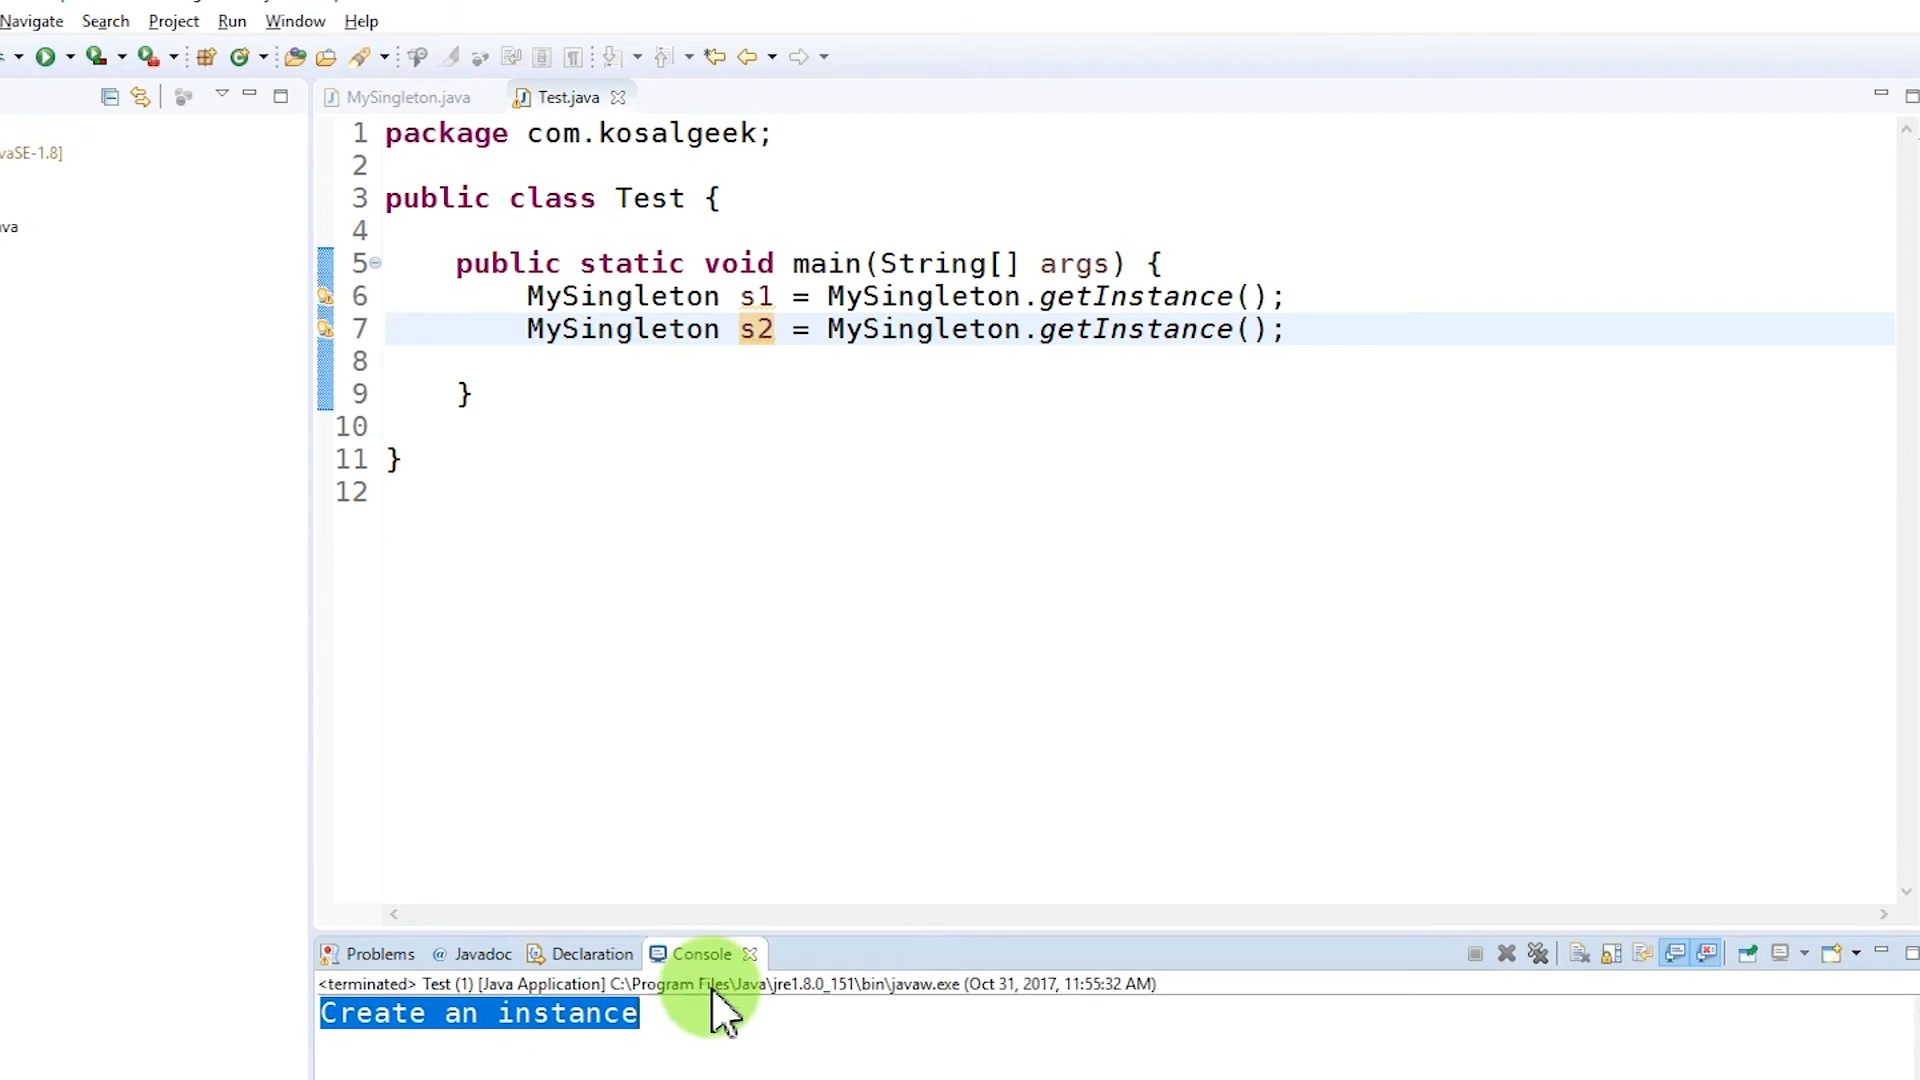 Navigate Search Project Run Window Help
MySingleton.java Test.java
vaSE-1.8]
va
1 package com.kosalgeek;
2
3 public class Test {
4
5 public static void main(String[] args) {
6 MySingleton s1 = MySingleton.getInstance();
7 MySingleton s2 = MySingleton.getInstance();
8
9 }
10
11 }
12
Problems @ Javadoc Declaration Console
<terminated> Test (1) [Java Application] C:\Program Files\Java\jre1.8.0_151\bin\javaw.exe (Oct 31, 2017, 11:55:32 AM)
Create an instance